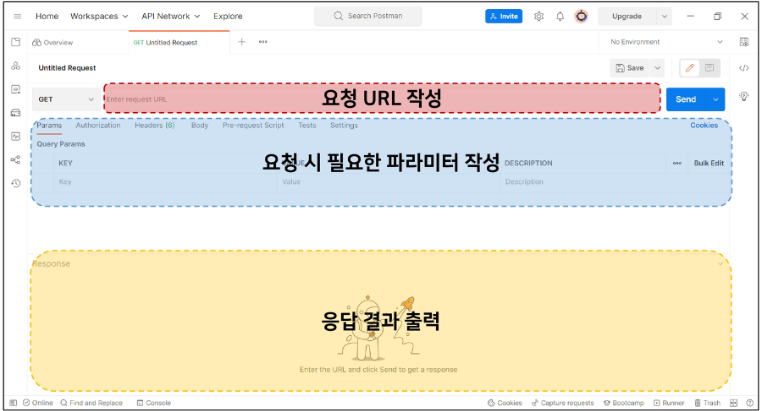 Home Workspaces API Network Explore Search Postman Invite Upgrade
Overview GET Untitled Request + ••• No Environment
Untitled Request Save
GET Enter request URL 요청 URL 작성 Send
Params Authorization Headers (6) Body Pre-request Script Tests Settings Cookies
Query Params
KEY DESCRIPTION ••• Bulk Edit
요청 시 필요한 파라미터 작성
Key Value Description
Response
응답 결과 출력
Enter the URL and click Send to get a response
Online Find and Replace Console Cookies Capture requests Bootcamp Runner Trash